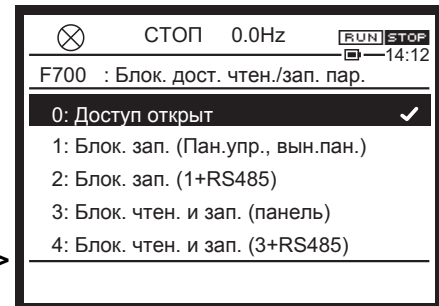 СТОП 0.0Hz RUN STOP
14:12
F700 : Блок. дост. чтен./зап. пар.
0: Доступ открыт
1: Блок. зап. (Пан.упр., вын.пан.)
2: Блок. зап. (1+RS485)
3: Блок. чтен. и зап. (панель)
4: Блок. чтен. и зап. (3+RS485)
>